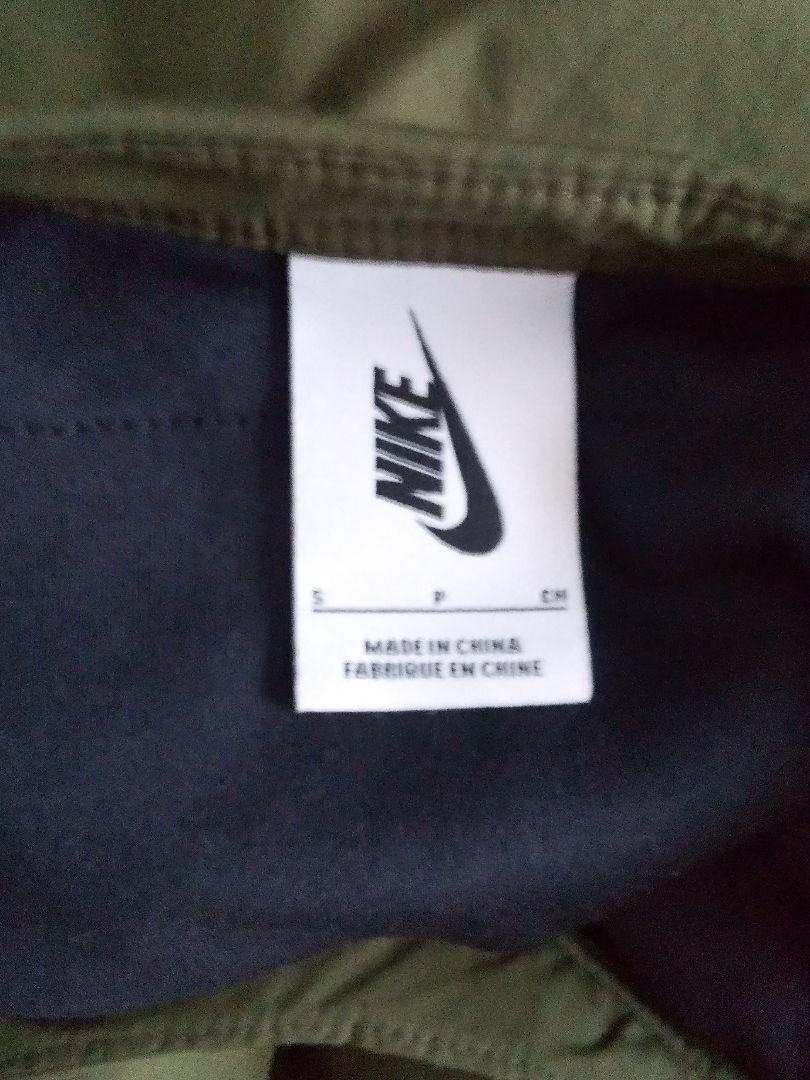 NIKE
S P CH
MADE IN CHINA
FABRIQUE EN CHINE